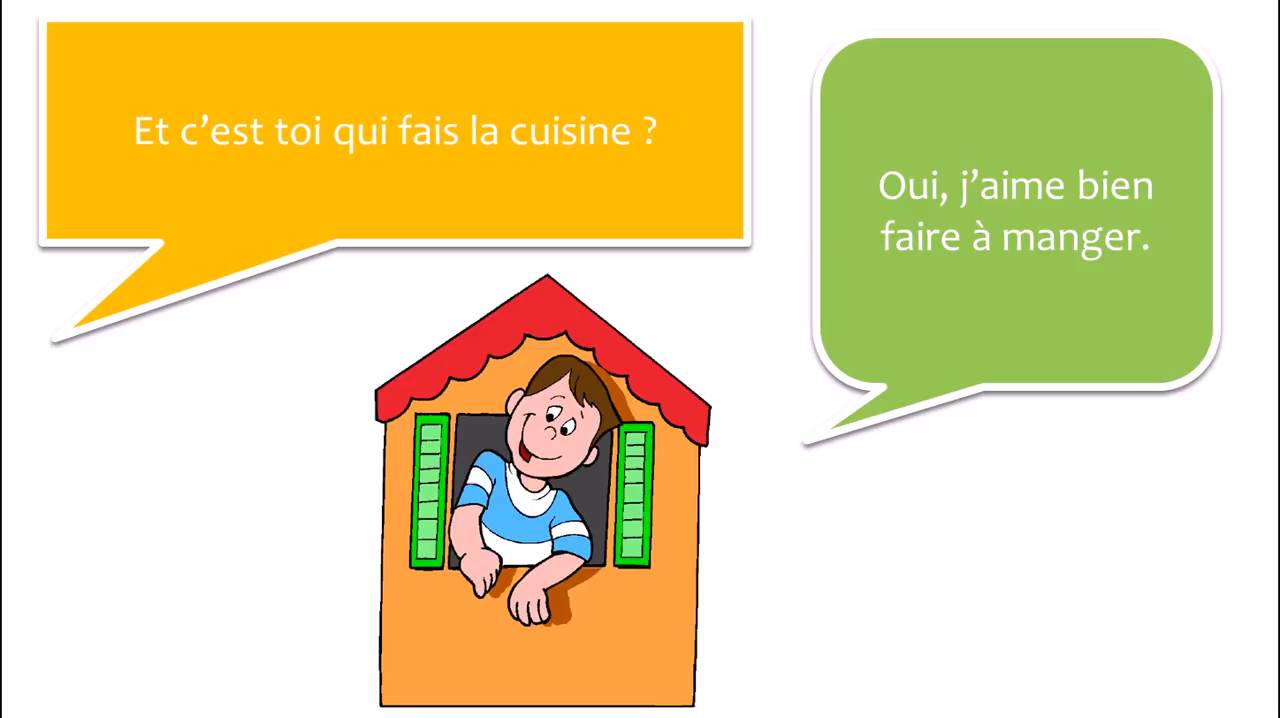 Et c’est toi qui fais la cuisine ?
Oui, j’aime bien
faire à manger.